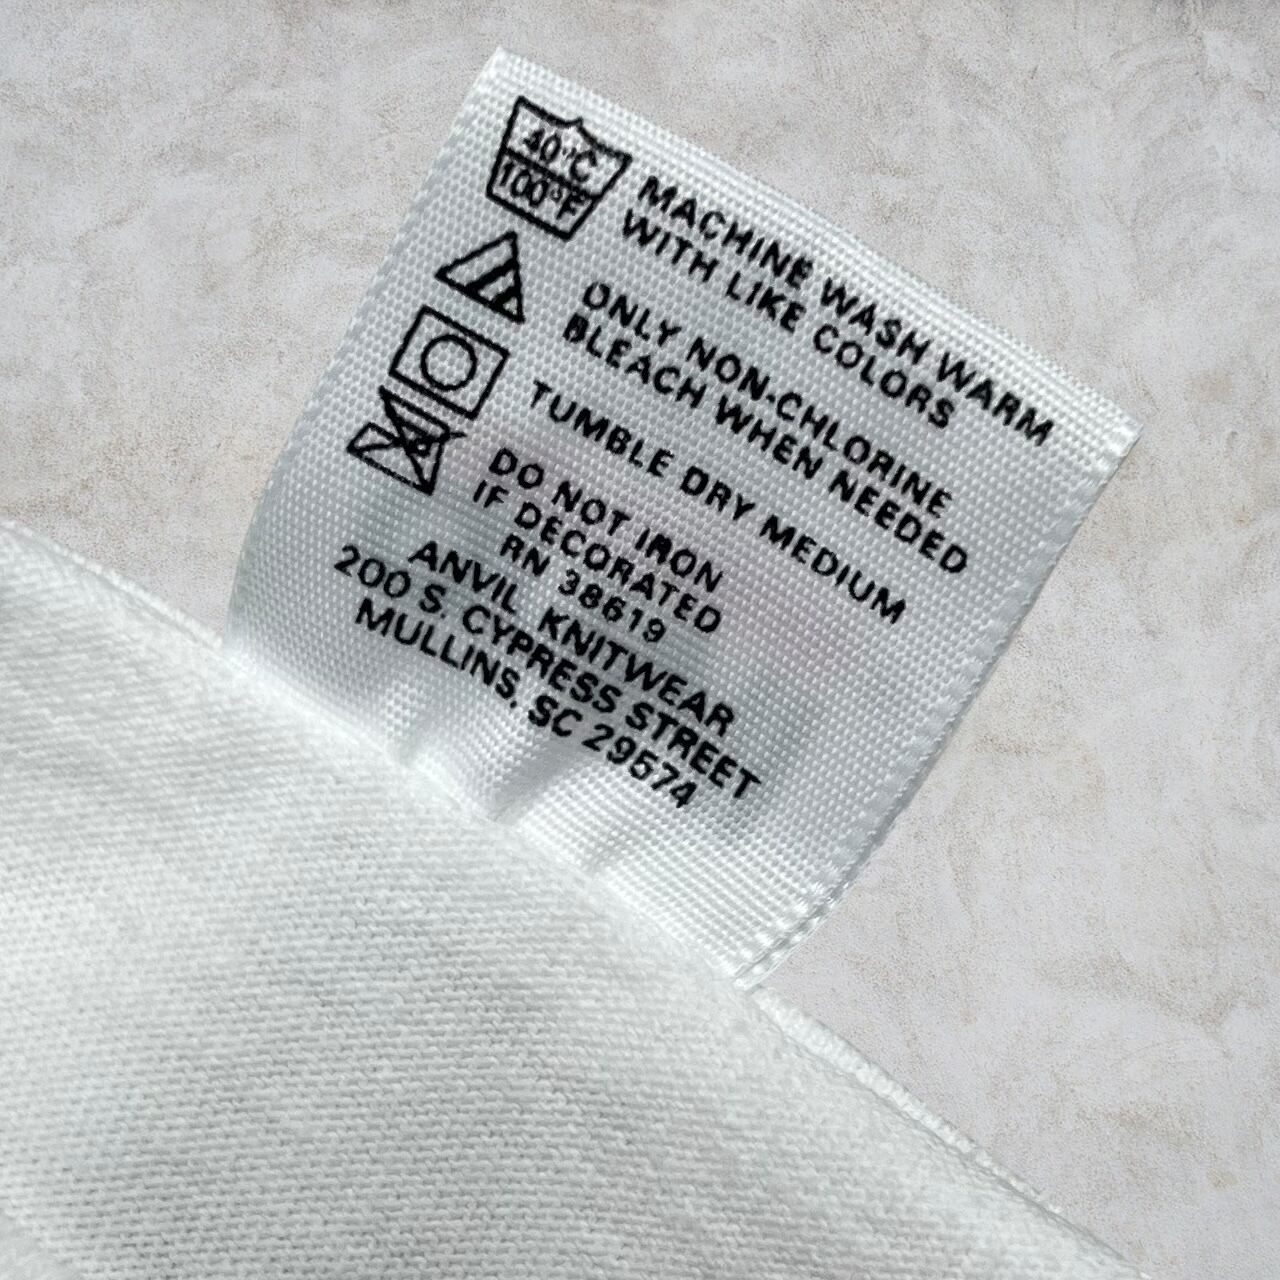 40°C
100°F
MACHINE WASH WARM
WITH LIKE COLORS
ONLY NON-CHLORINE
BLEACH WHEN NEEDED
TUMBLE DRY MEDIUM
DO NOT IRON
IF DECORATED
RN 38619
ANVIL KNITWEAR
200 S. CYPRESS STREET
MULLINS, SC 29574